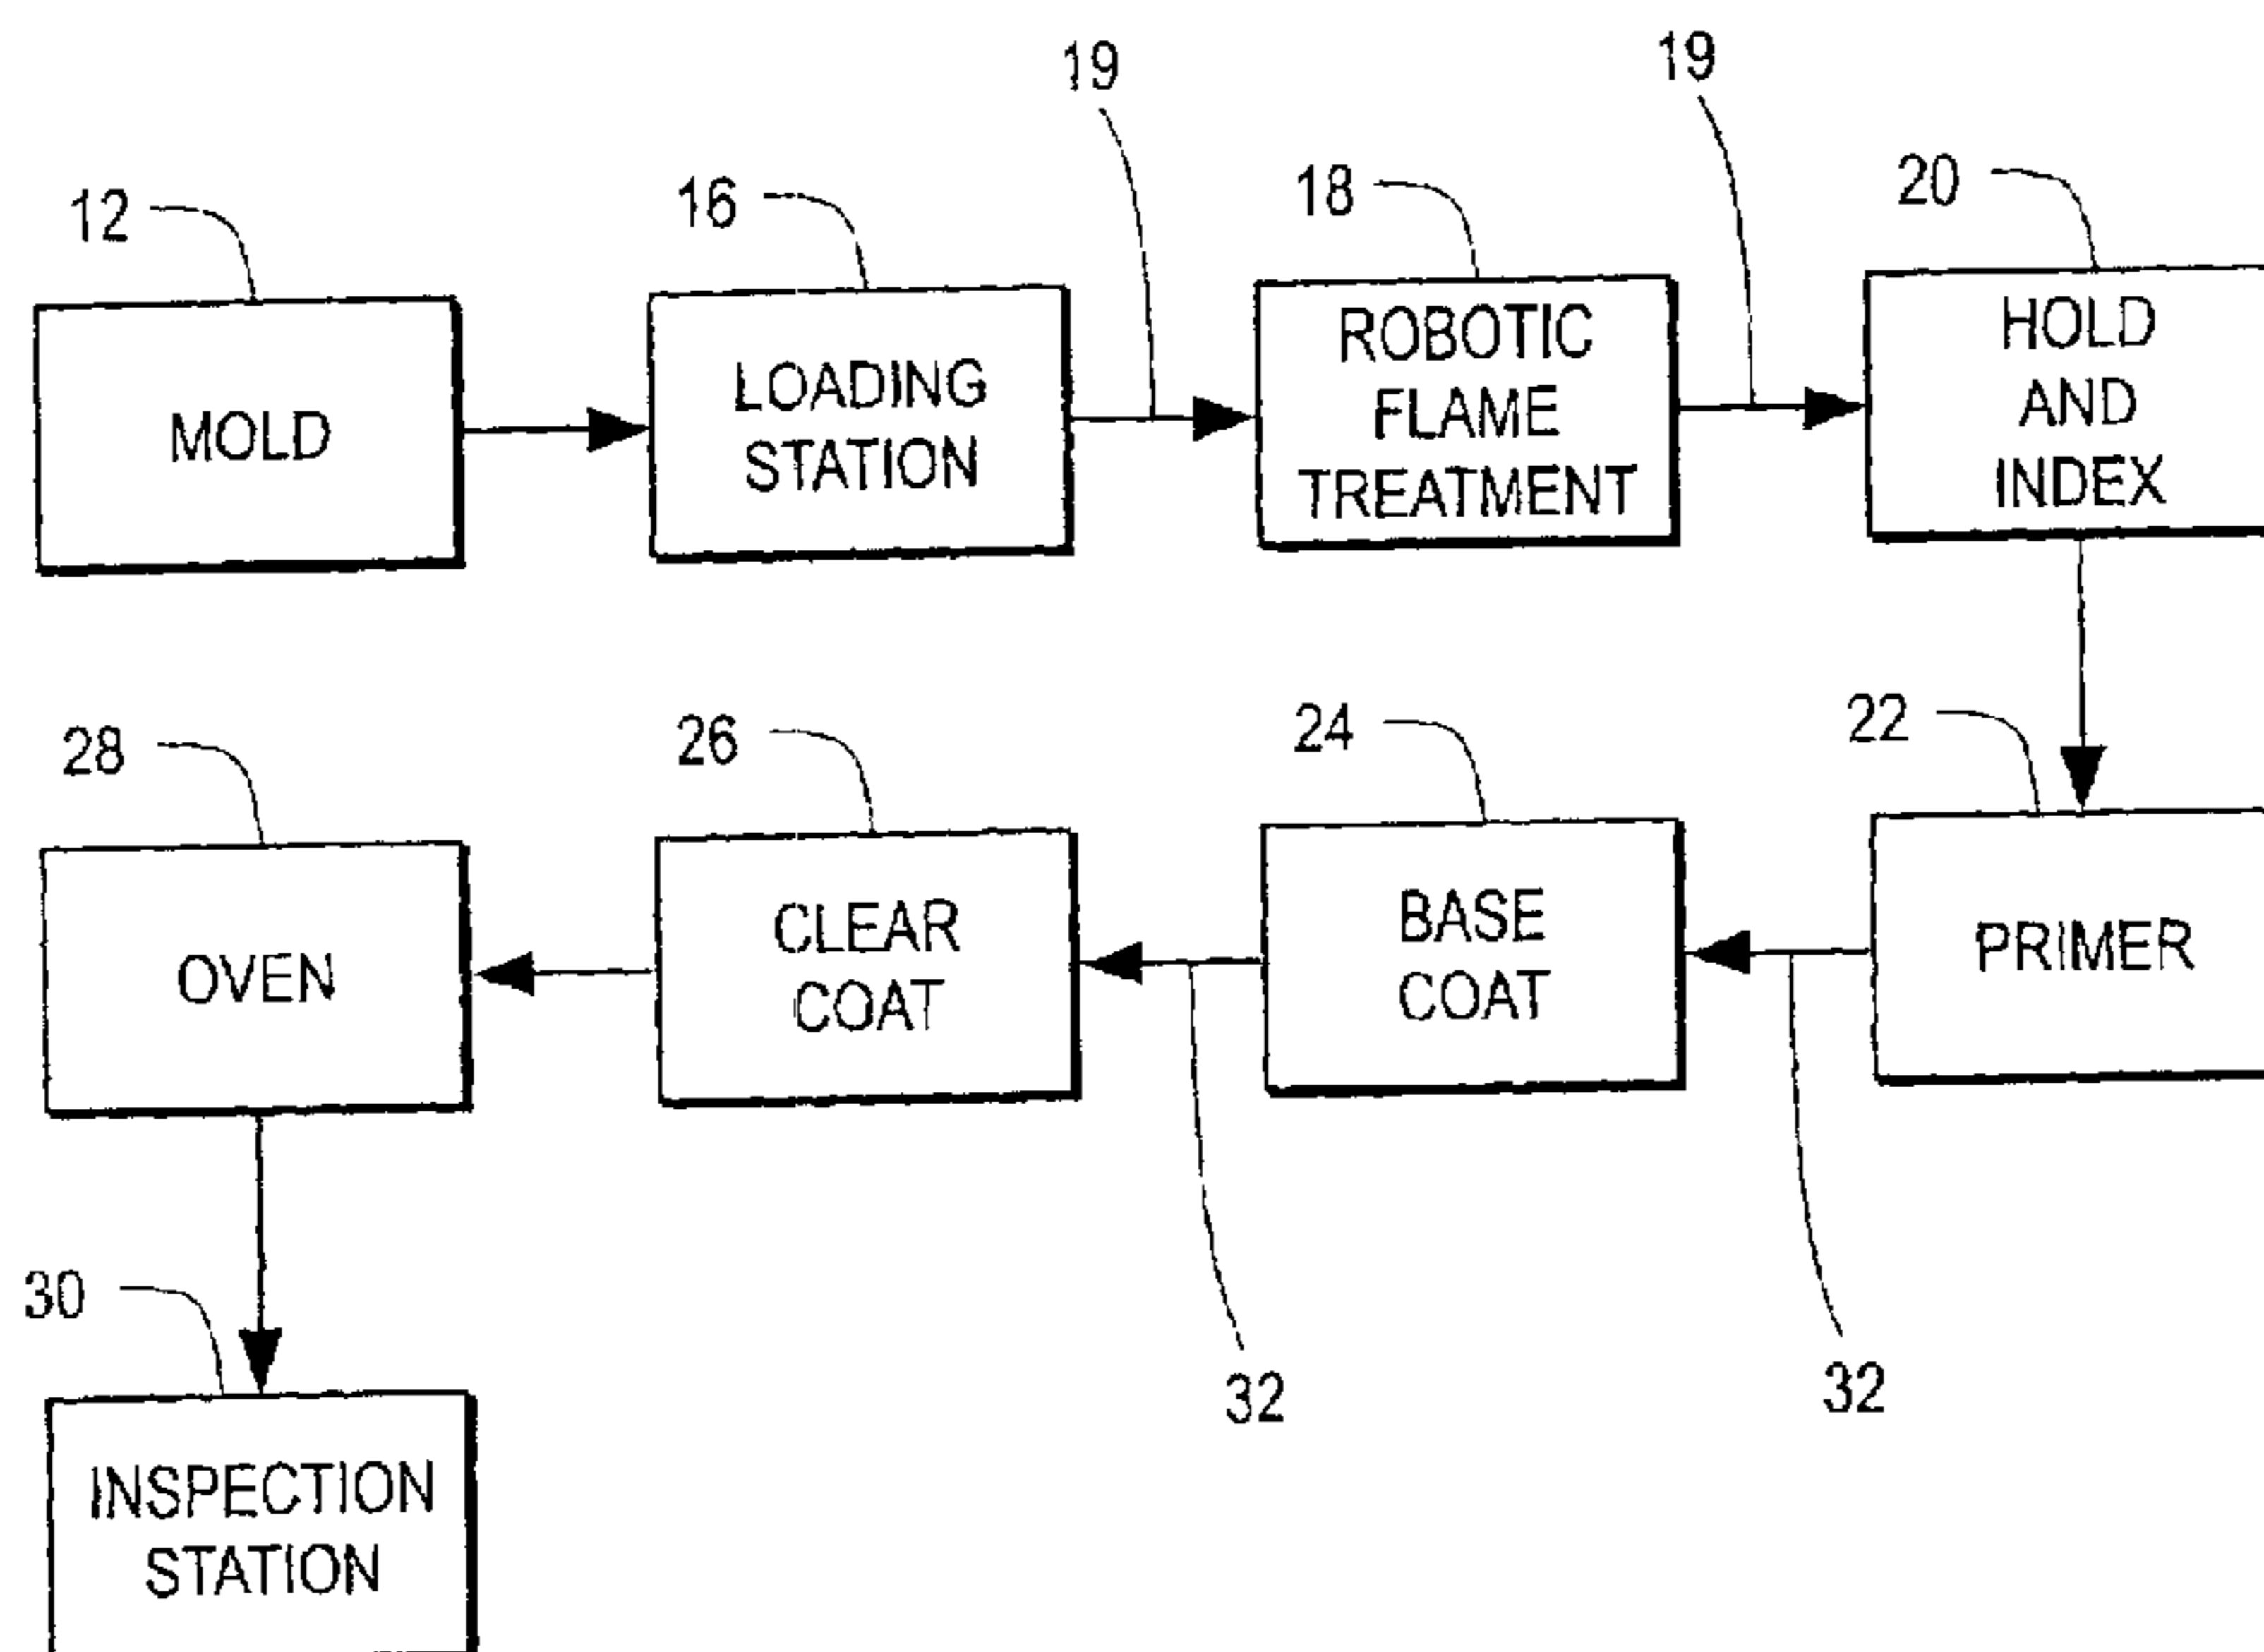 19
19
12
16
18
20
MOLD
LOADING
STATION
ROBOTIC
FLAME
TREATMENT
HOLD
AND
INDEX
28
26
24
22
OVEN
CLEAR
COAT
BASE
COAT
PRIMER
30
32
32
INSPECTION
STATION